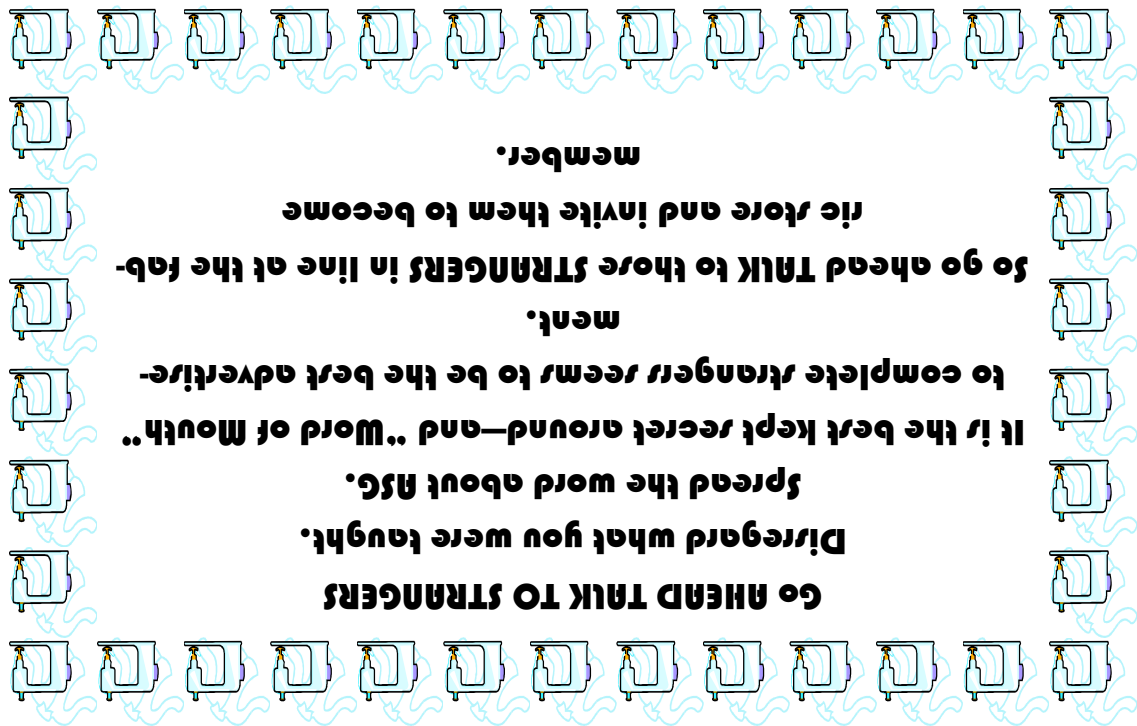 Go AHEAD TALK TO STRANGERS
Disregard what you were taught.
Spread the word about ASG.
It is the best kept secret around—and "Word of Mouth"
to complete strangers seems to be the best advertise-
ment.
So go ahead TALK to those STRANGERS in line at the fab-
ric store and invite them to become
member.